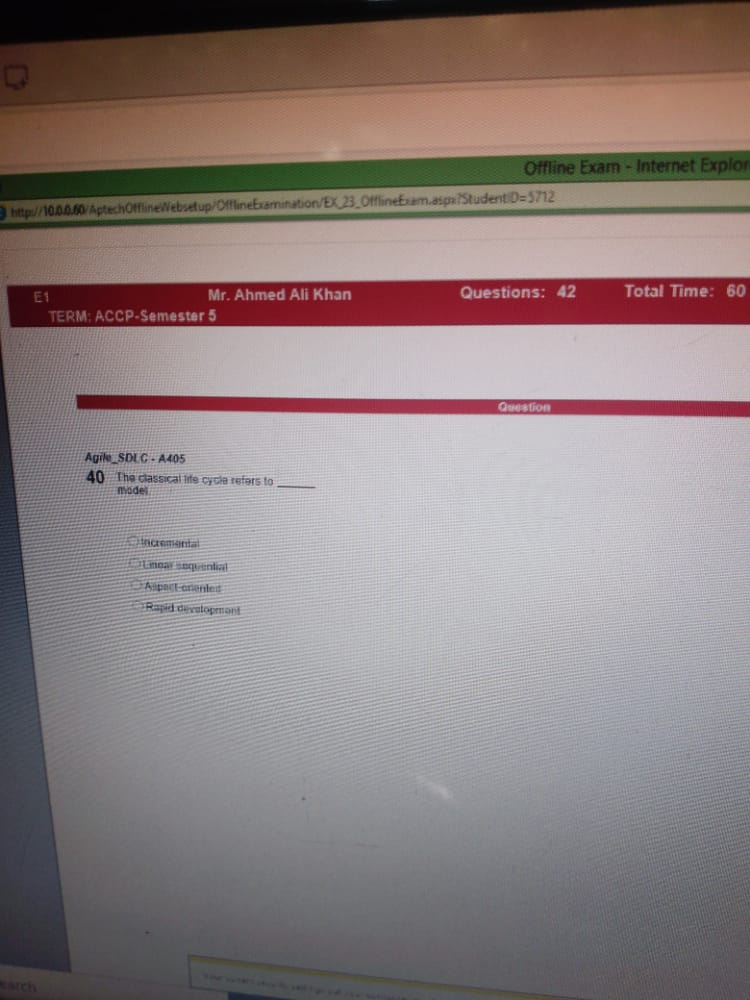 Offline Exam - Internet Explor
http://10.0.0.60/AptechOfflineWebsetup/OfflineExamination/EX_23_OfflineExam.aspx?StudentID=5712
E1 Mr. Ahmed Ali Khan Questions: 42 Total Time: 60
TERM: ACCP-Semester 5
Question
Agile_SDLC - A405
40 The classical life cycle refers to ______
model.
Incremental
Linear sequential
Aspect-oriented
Rapid development
earch